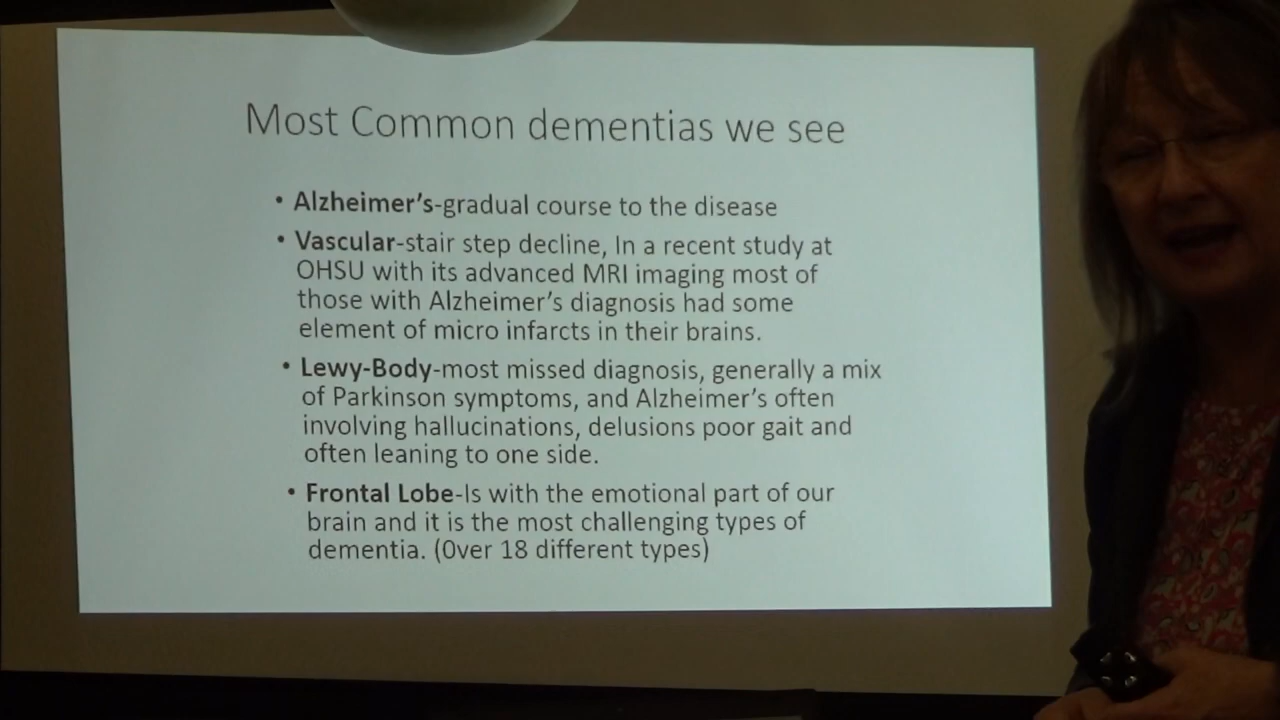 Most Common dementias we see
• Alzheimer's-gradual course to the disease
• Vascular-stair step decline, In a recent study at
OHSU with its advanced MRI imaging most of
those with Alzheimer's diagnosis had some
element of micro infarcts in their brains.
• Lewy-Body-most missed diagnosis, generally a mix
of Parkinson symptoms, and Alzheimer's often
involving hallucinations, delusions poor gait and
often leaning to one side.
• Frontal Lobe-Is with the emotional part of our
brain and it is the most challenging types of
dementia. (Over 18 different types)